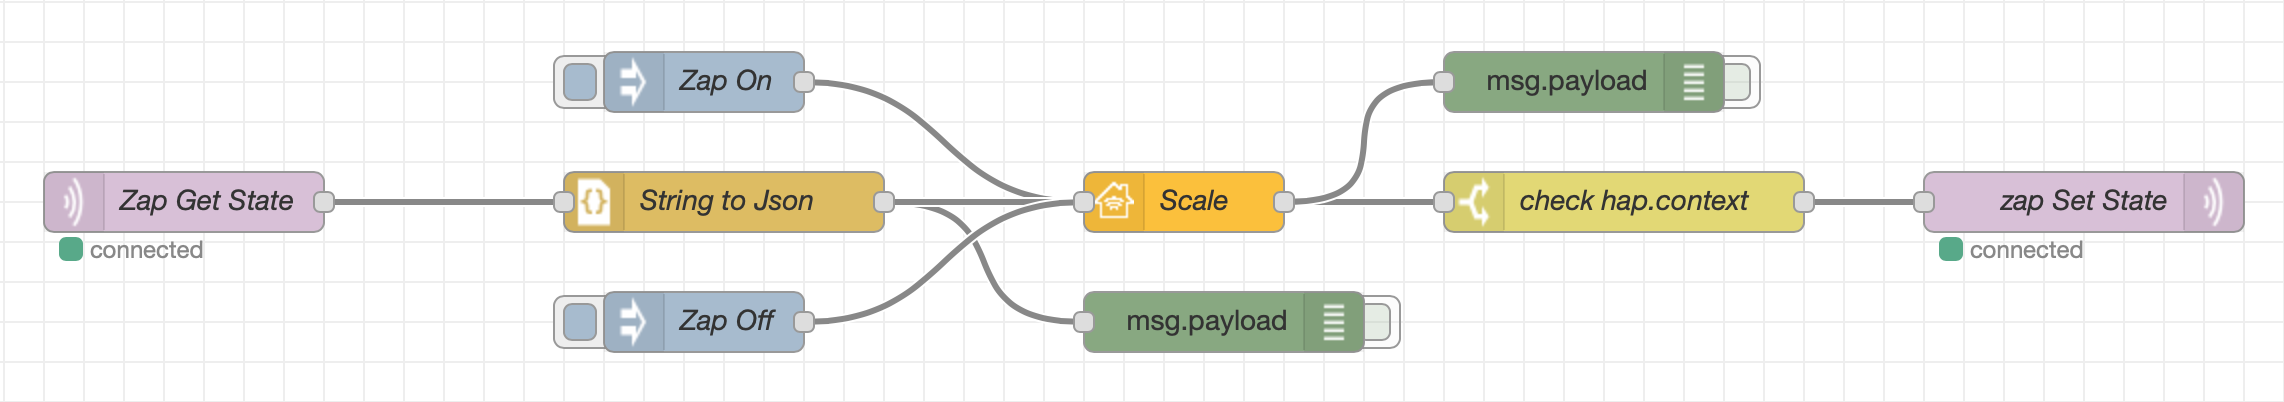 Zap On
msg.payload
Zap Get State
String to Json
Scale
check hap.context
zap Set State
connected
connected
Zap Off
msg.payload